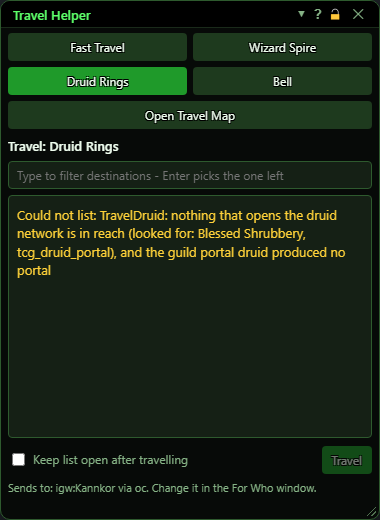 Travel Helper
▼ ? 🔓 ✕
Fast Travel
Wizard Spire
Druid Rings
Bell
Open Travel Map
Travel: Druid Rings
Type to filter destinations - Enter picks the one left
Could not list: TravelDruid: nothing that opens the druid
network is in reach (looked for: Blessed Shrubbery,
tcg_druid_portal), and the guild portal druid produced no
portal
Keep list open after travelling
Travel
Sends to: igw:Kannkor via oc. Change it in the For Who window.